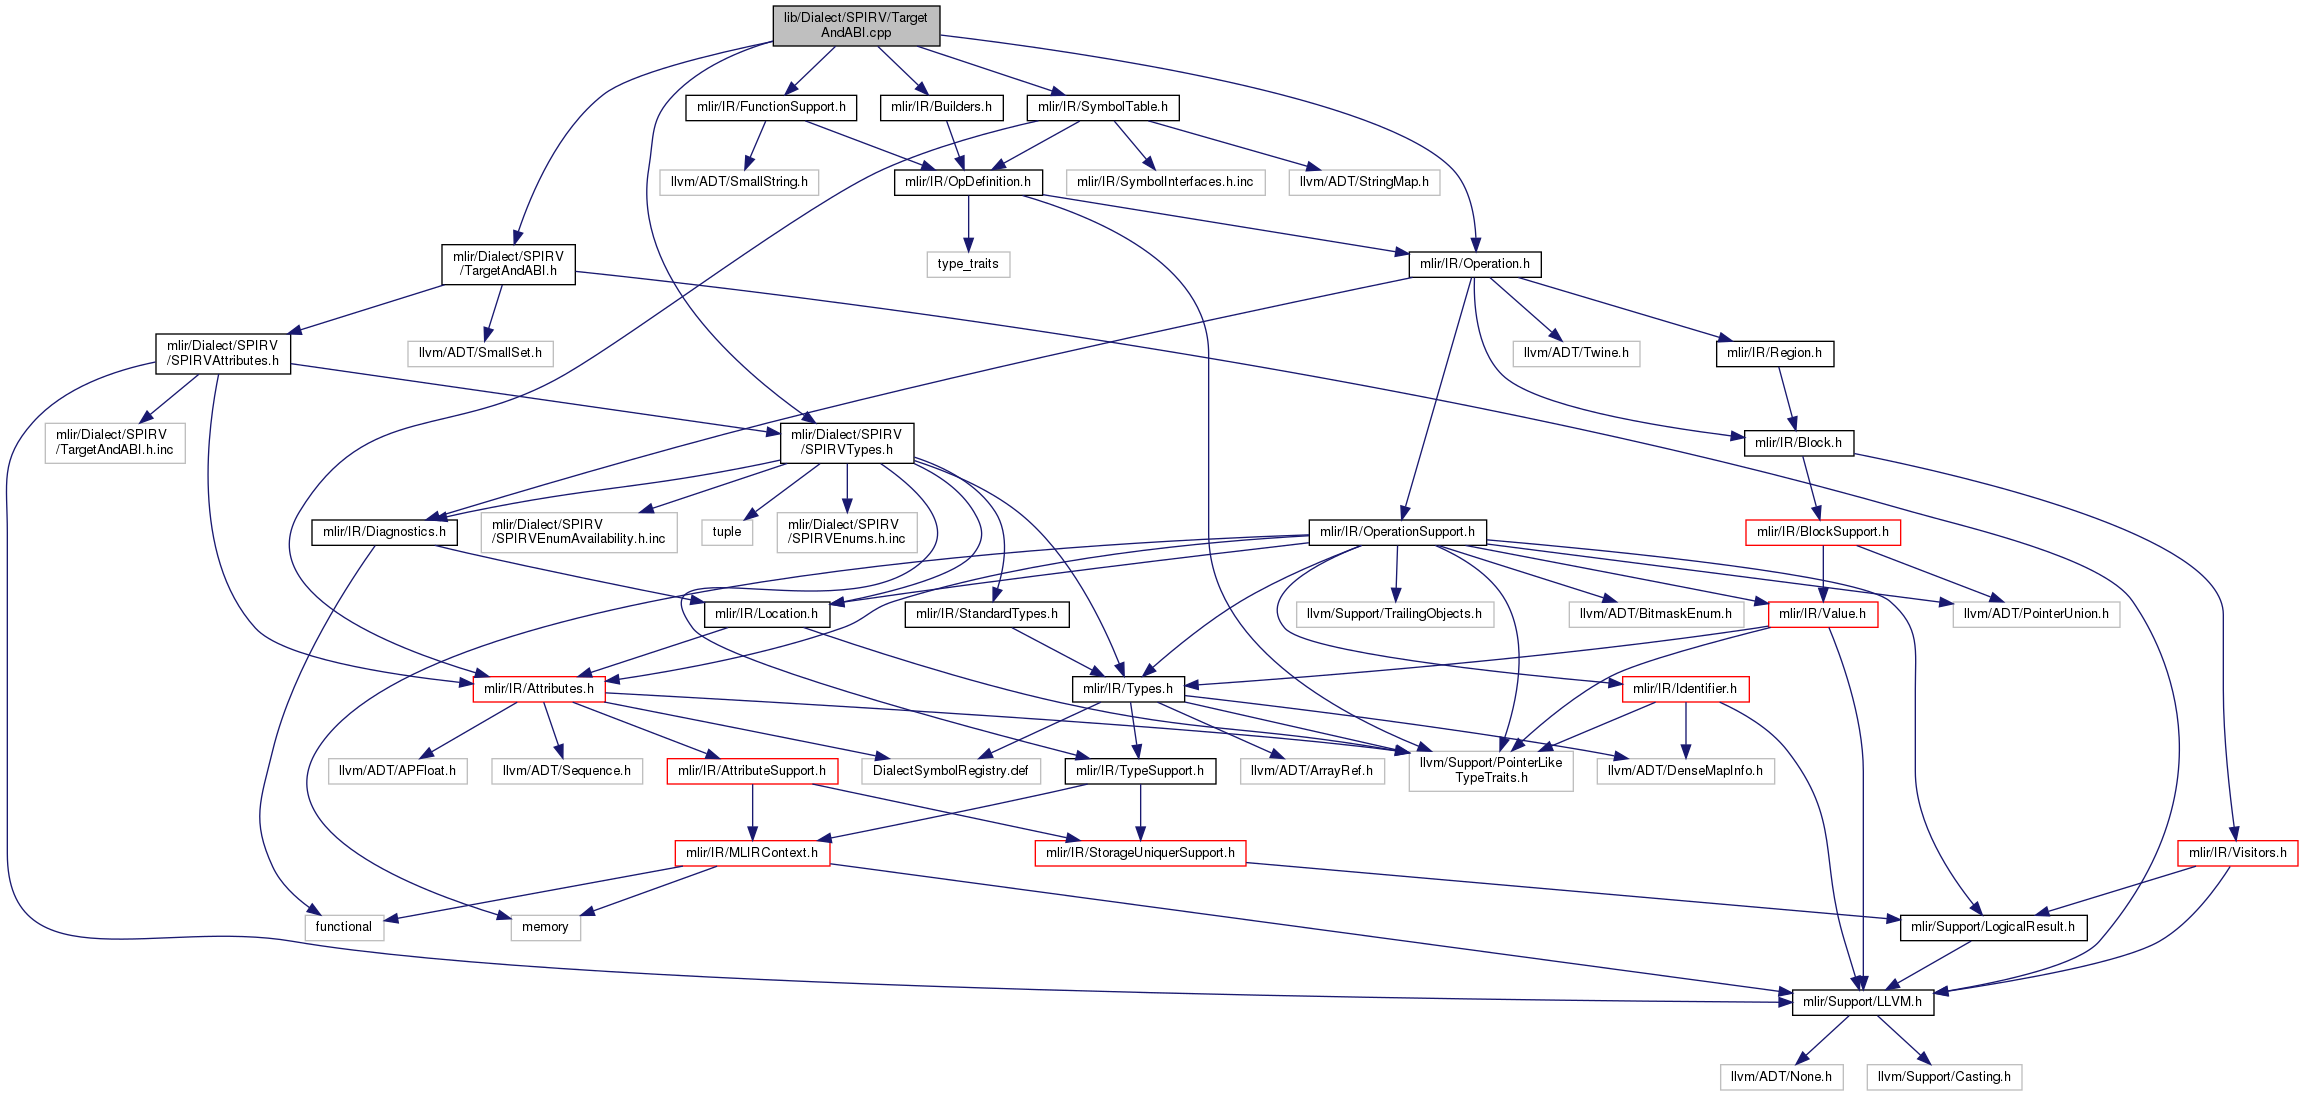 lib/Dialect/SPIRV/Target
AndABI.cpp
mlir/IR/FunctionSupport.h
mlir/IR/Builders.h
mlir/IR/SymbolTable.h
llvm/ADT/SmallString.h
mlir/IR/OpDefinition.h
mlir/IR/SymbolInterfaces.h.inc
llvm/ADT/StringMap.h
mlir/Dialect/SPIRV
/TargetAndABI.h
type_traits
mlir/IR/Operation.h
mlir/Dialect/SPIRV
/SPIRVAttributes.h
llvm/ADT/SmallSet.h
llvm/ADT/Twine.h
mlir/IR/Region.h
mlir/Dialect/SPIRV
/TargetAndABI.h.inc
mlir/Dialect/SPIRV
/SPIRVTypes.h
mlir/IR/Block.h
mlir/IR/Diagnostics.h
mlir/Dialect/SPIRV
/SPIRVEnumAvailability.h.inc
tuple
mlir/Dialect/SPIRV
/SPIRVEnums.h.inc
mlir/IR/OperationSupport.h
mlir/IR/BlockSupport.h
mlir/IR/Location.h
mlir/IR/StandardTypes.h
llvm/Support/TrailingObjects.h
llvm/ADT/BitmaskEnum.h
mlir/IR/Value.h
llvm/ADT/PointerUnion.h
mlir/IR/Attributes.h
mlir/IR/Types.h
mlir/IR/Identifier.h
llvm/ADT/APFloat.h
llvm/ADT/Sequence.h
mlir/IR/AttributeSupport.h
DialectSymbolRegistry.def
mlir/IR/TypeSupport.h
llvm/ADT/ArrayRef.h
llvm/Support/PointerLike
TypeTraits.h
llvm/ADT/DenseMapInfo.h
mlir/IR/MLIRContext.h
mlir/IR/StorageUniquerSupport.h
mlir/IR/Visitors.h
functional
memory
mlir/Support/LogicalResult.h
mlir/Support/LLVM.h
llvm/ADT/None.h
llvm/Support/Casting.h